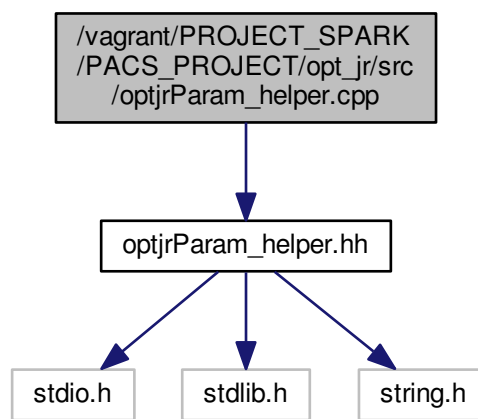 /vagrant/PROJECT_SPARK
/PACS_PROJECT/opt_jr/src
/optjrParam_helper.cpp
optjrParam_helper.hh
stdio.h
stdlib.h
string.h